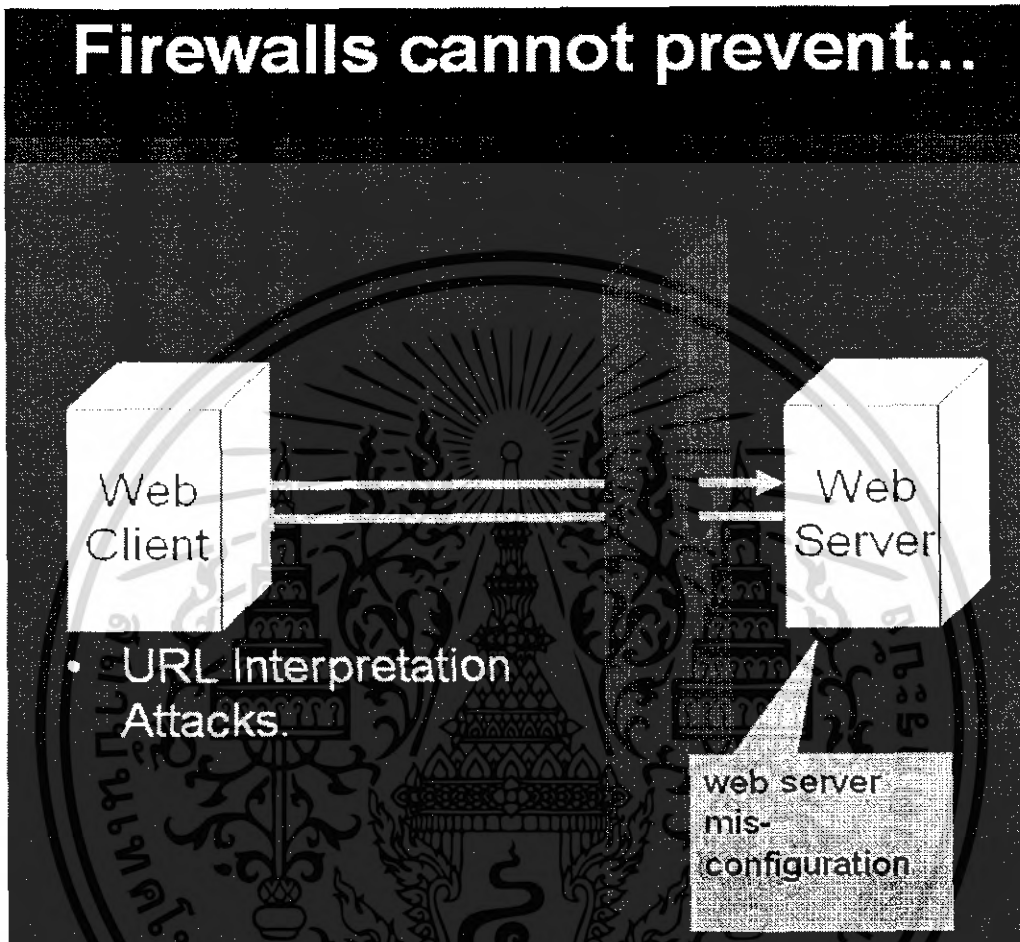 Firewalls cannot prevent...
Web
Client
Web
Server
• URL Interpretation
Attacks.
web server
mis-
configuration